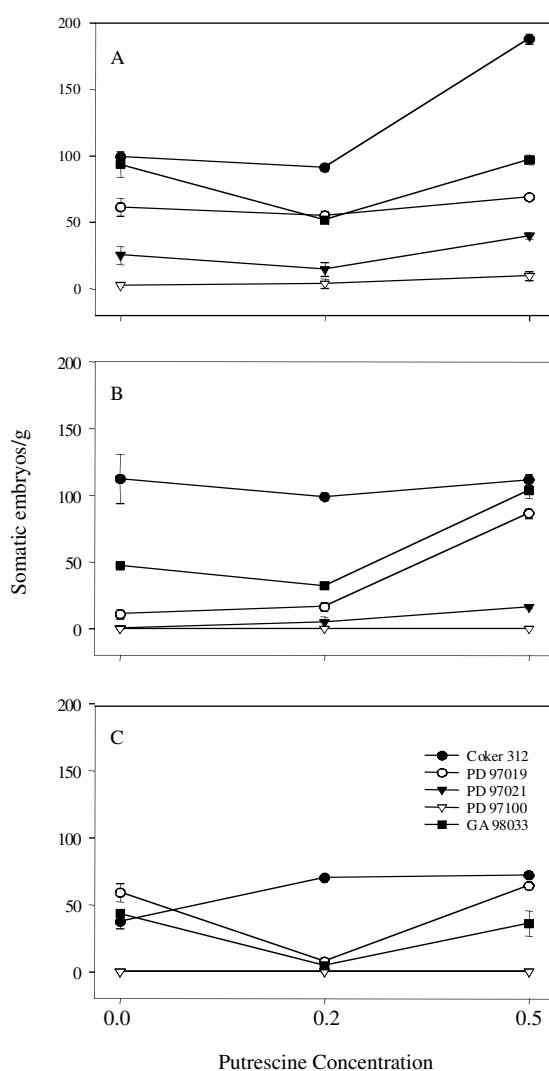 200
A
150
100
50
0
200
B
150
100
50
0
Somatic embryos/g
200
C
150
Coker 312
PD 97019
PD 97021
PD 97100
GA 98033
100
50
0
0.0 0.2 0.5
Putrescine Concentration